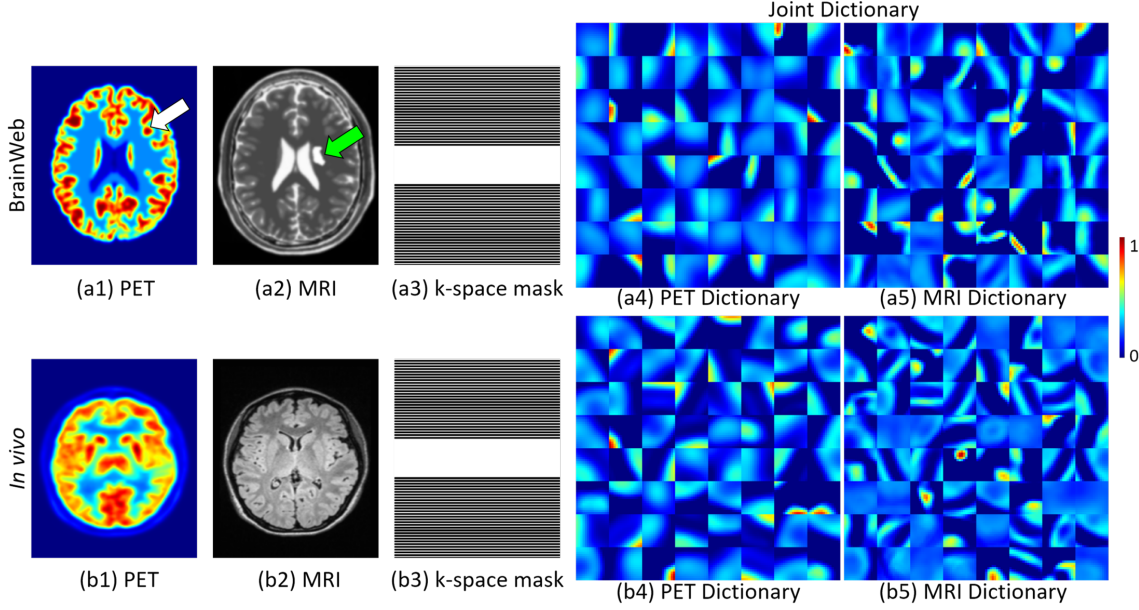 Joint Dictionary
BrainWeb
(a1) PET
(a2) MRI
(a3) k-space mask
(a4) PET Dictionary
(a5) MRI Dictionary
1
0
In vivo
(b1) PET
(b2) MRI
(b3) k-space mask
(b4) PET Dictionary
(b5) MRI Dictionary